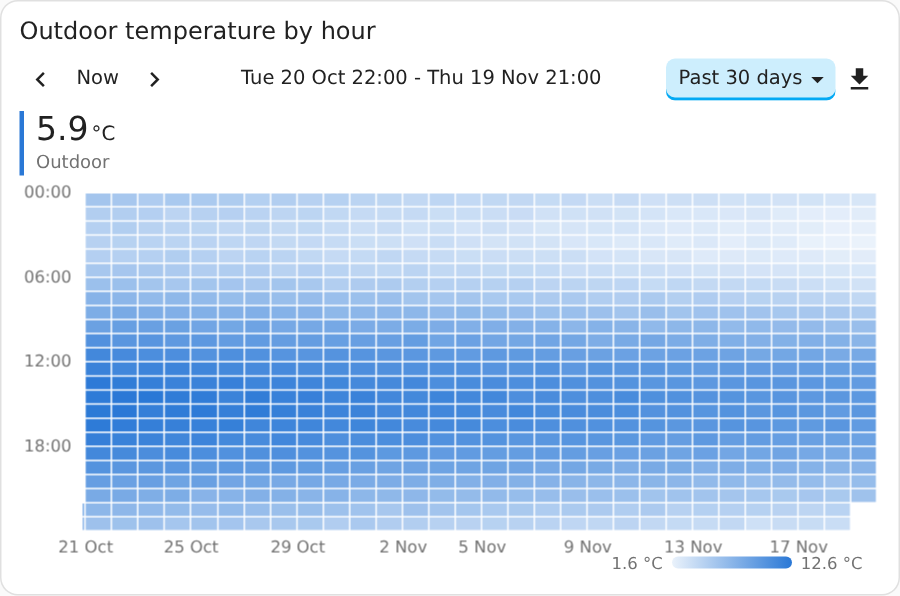 Outdoor temperature by hour
Now
Tue 20 Oct 22:00 - Thu 19 Nov 21:00
Past 30 days
5.9 °C
Outdoor
00:00
06:00
12:00
18:00
21 Oct 25 Oct 29 Oct 2 Nov 5 Nov 9 Nov 13 Nov 17 Nov
1.6 °C 12.6 °C